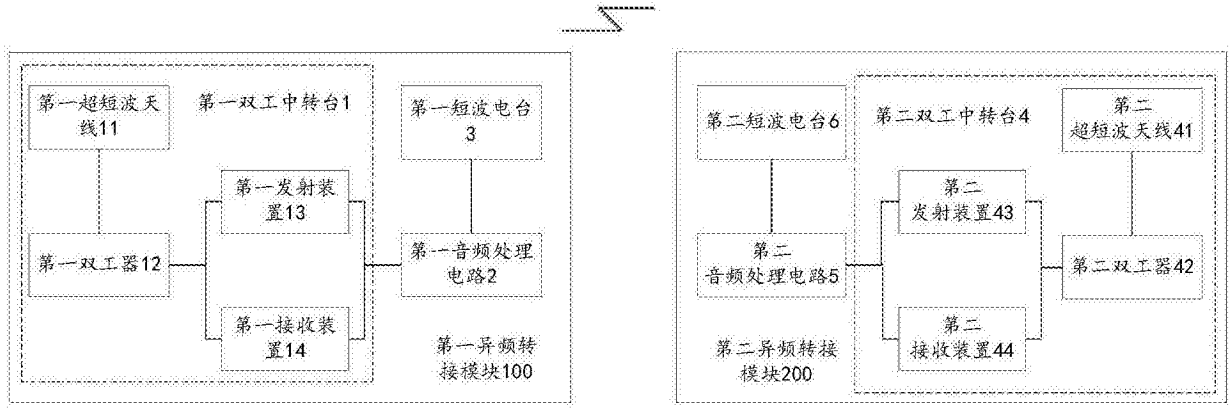 第一超短波天
线11
第一双工中转台1
第一短波电台
3
第一发射装
置13
第一双工器12
第一音频处理
电路2
第一接收装
置14
第一异频转
接模块100
第二短波电台6
第二双工中转台4
第二
超短波天线41
第二
发射装置43
第二
音频处理电路5
第二双工器42
第二
接收装置44
第二异频转接
模块200